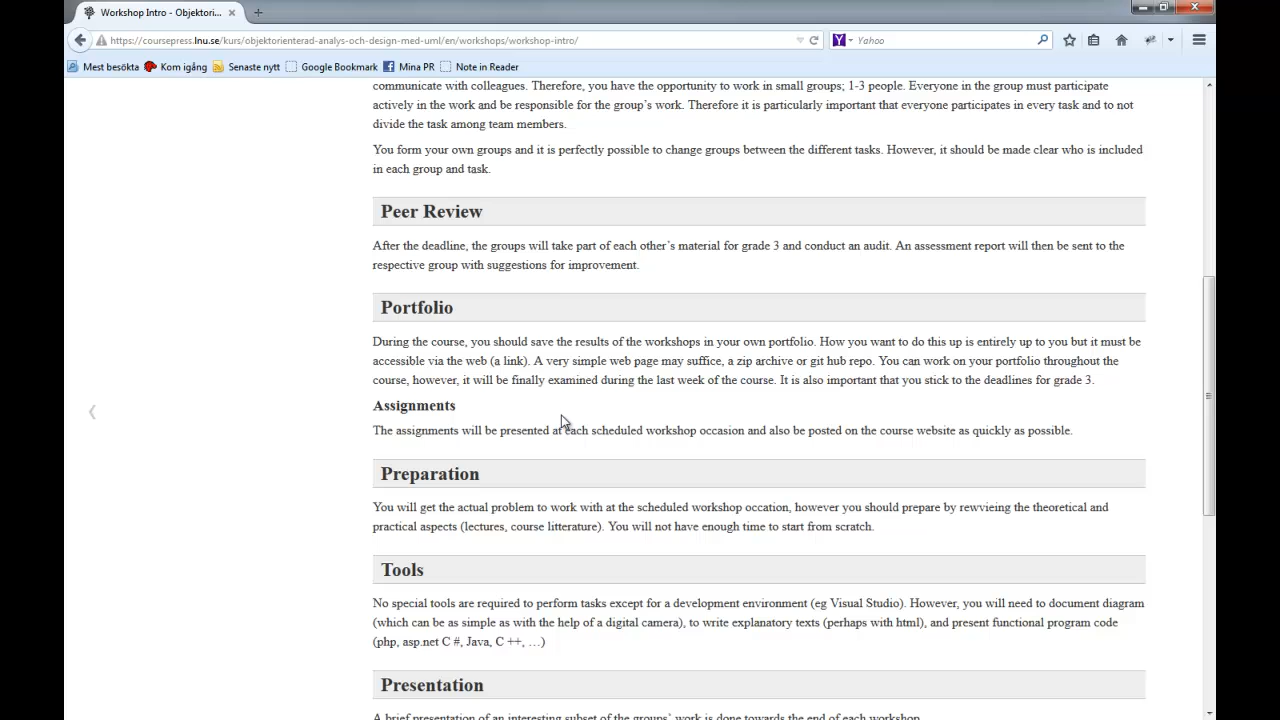 Workshop Intro - Objektori...
https://coursepress.lnu.se/kurs/objektorienterad-analys-och-design-med-uml/en/workshops/workshop-intro/
Yahoo
Mest besökta Kom igång Senaste nytt Google Bookmark Mina PR Note in Reader
communicate with colleagues. Therefore, you have the opportunity to work in small groups; 1-3 people. Everyone in the group must participate
actively in the work and be responsible for the group’s work. Therefore it is particularly important that everyone participates in every task and to not
divide the task among team members.
You form your own groups and it is perfectly possible to change groups between the different tasks. However, it should be made clear who is included
in each group and task.
Peer Review
After the deadline, the groups will take part of each other’s material for grade 3 and conduct an audit. An assessment report will then be sent to the
respective group with suggestions for improvement.
Portfolio
During the course, you should save the results of the workshops in your own portfolio. How you want to do this up is entirely up to you but it must be
accessible via the web (a link). A very simple web page may suffice, a zip archive or git hub repo. You can work on your portfolio throughout the
course, however, it will be finally examined during the last week of the course. It is also important that you stick to the deadlines for grade 3.
Assignments
The assignments will be presented at each scheduled workshop occasion and also be posted on the course website as quickly as possible.
Preparation
You will get the actual problem to work with at the scheduled workshop occation, however you should prepare by rewvieing the theoretical and
practical aspects (lectures, course litterature). You will not have enough time to start from scratch.
Tools
No special tools are required to perform tasks except for a development environment (eg Visual Studio). However, you will need to document diagram
(which can be as simple as with the help of a digital camera), to write explanatory texts (perhaps with html), and present functional program code
(php, asp.net C #, Java, C ++, …)
Presentation
A brief presentation of an interesting subset of the groups’ work is done towards the end of each workshop.